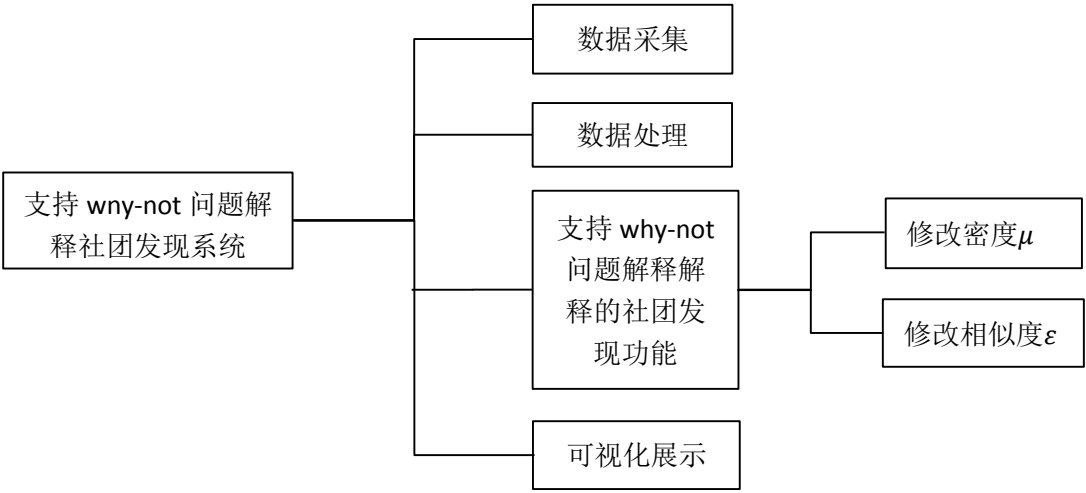 数据采集
数据处理
支持 wny-not 问题解
释社团发现系统
支持 why-not
问题解释解
释的社团发
现功能
修改密度μ
修改相似度ε
可视化展示